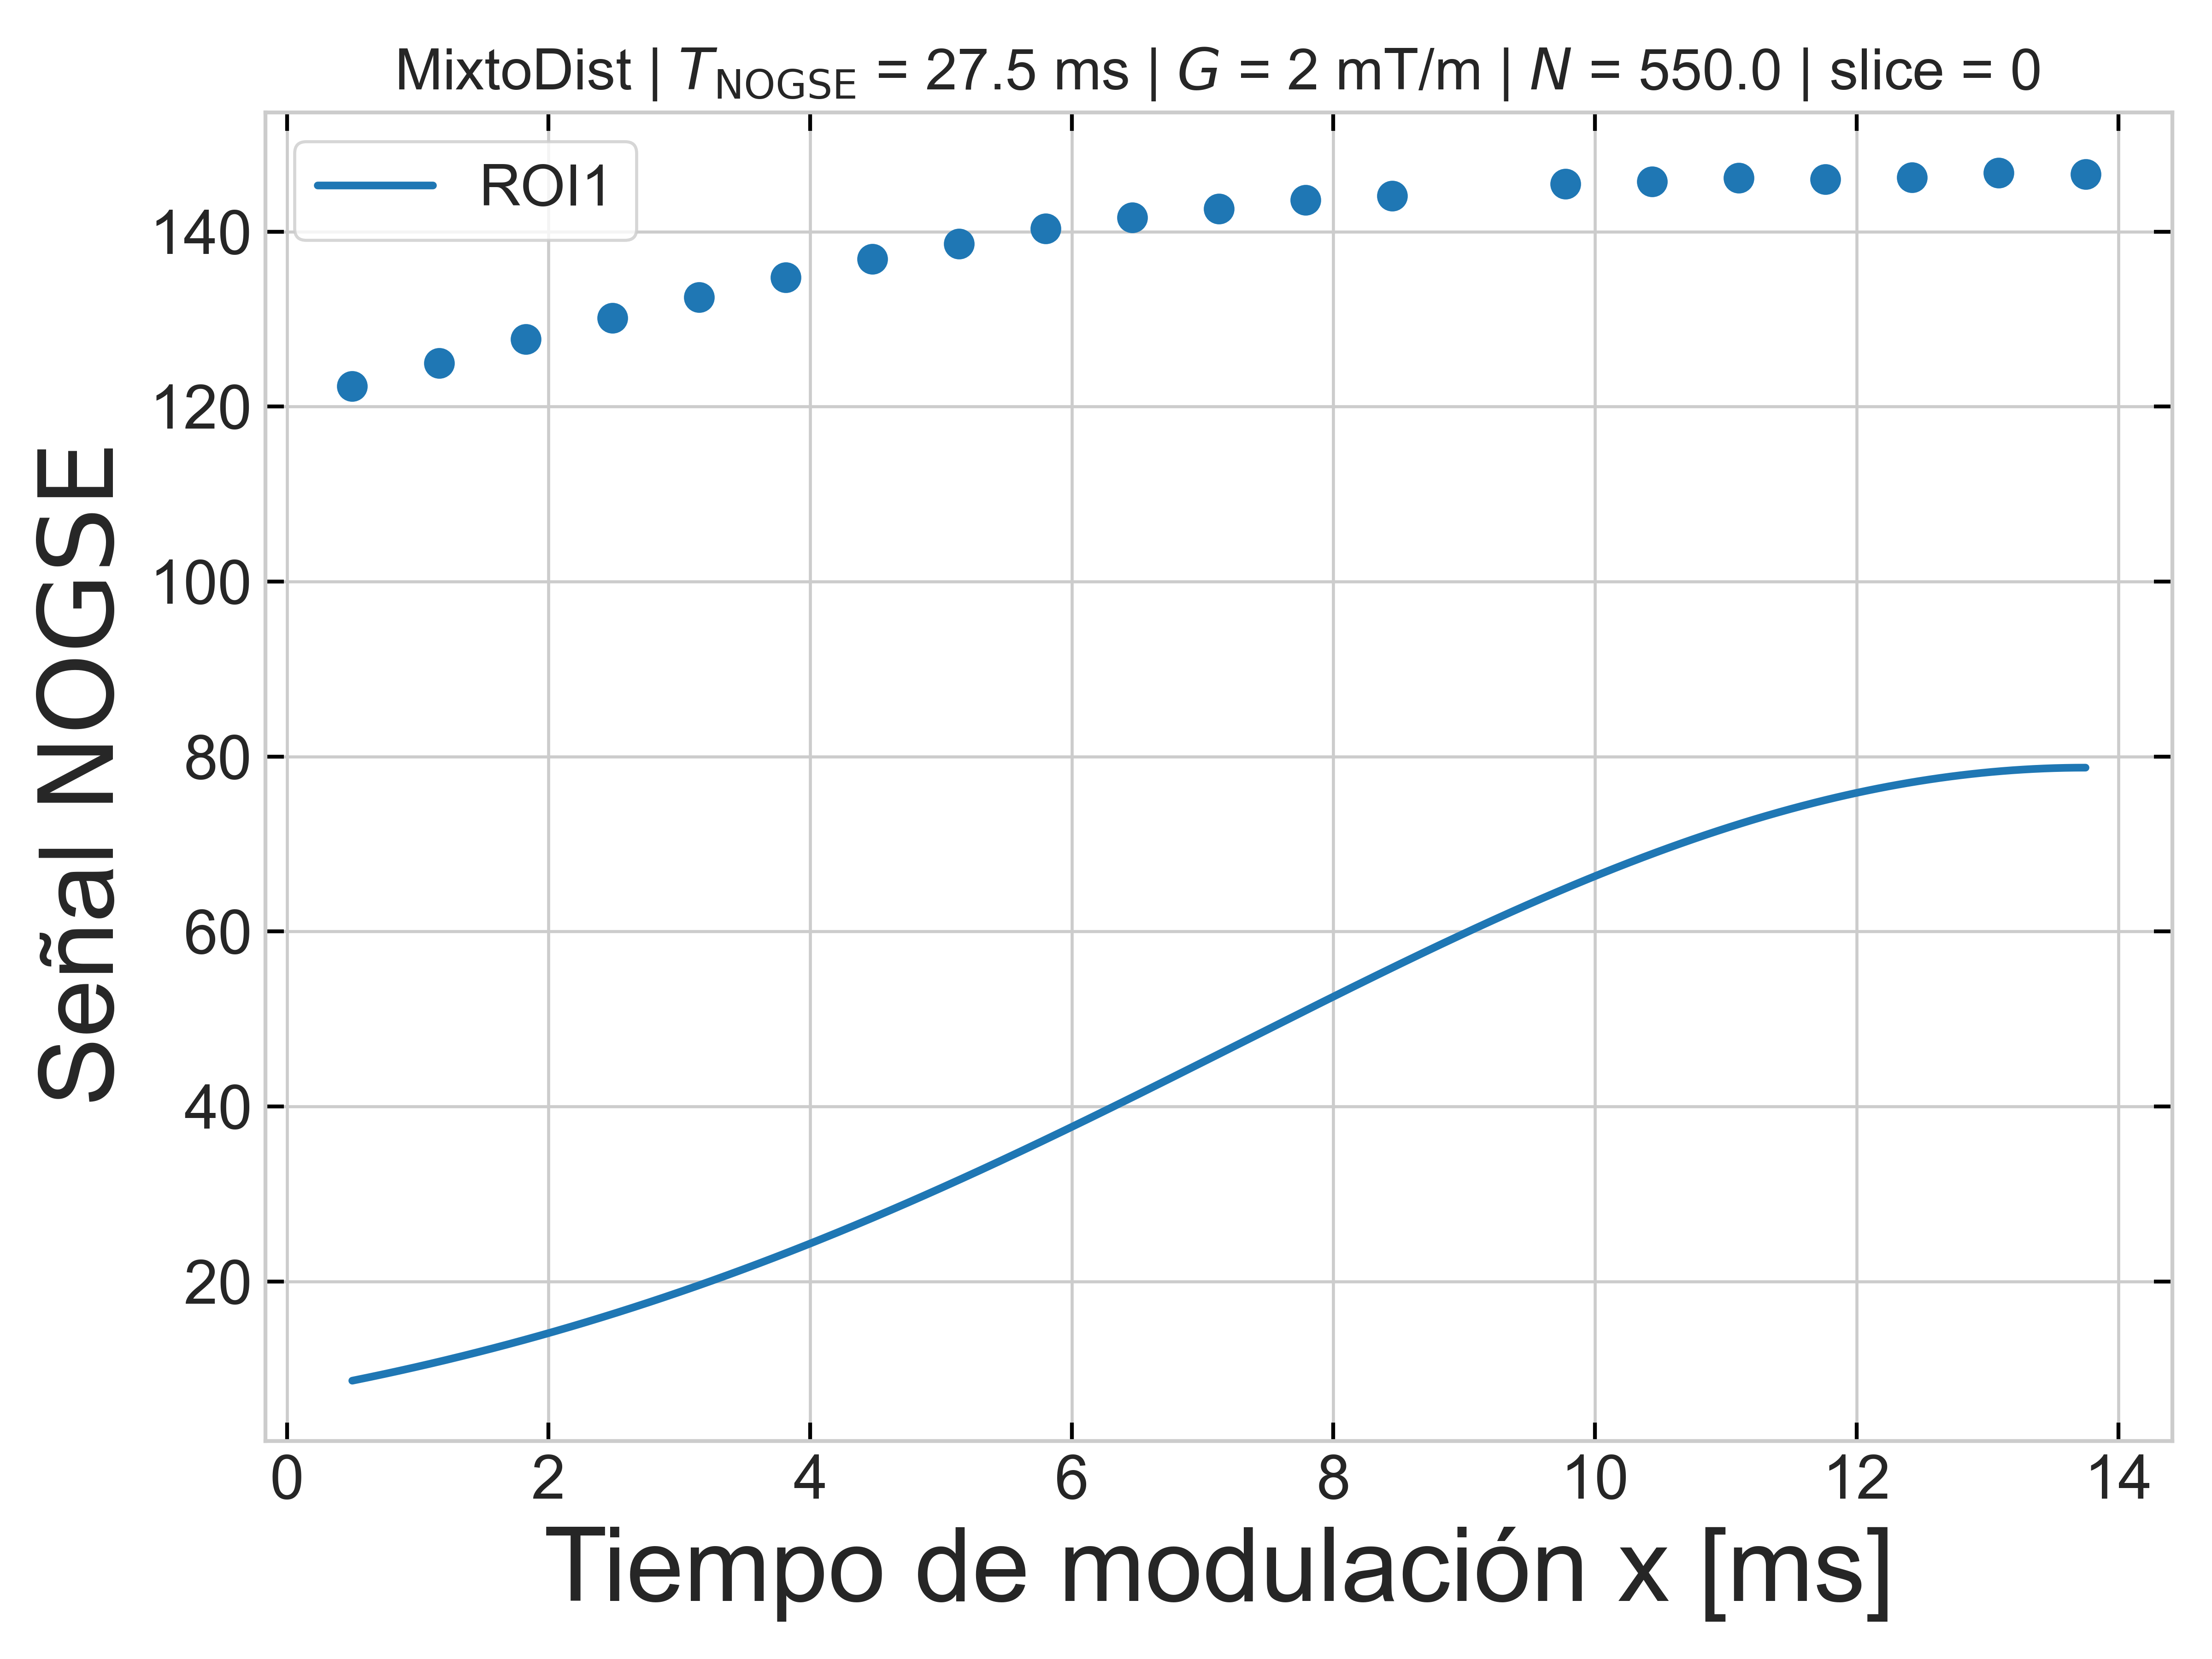 MixtoDist | T_NOGSE = 27.5 ms | G = 2 mT/m | N = 550.0 | slice = 0
ROI1
Señal NOGSE
140
120
100
80
60
40
20
0 2 4 6 8 10 12 14
Tiempo de modulación x [ms]